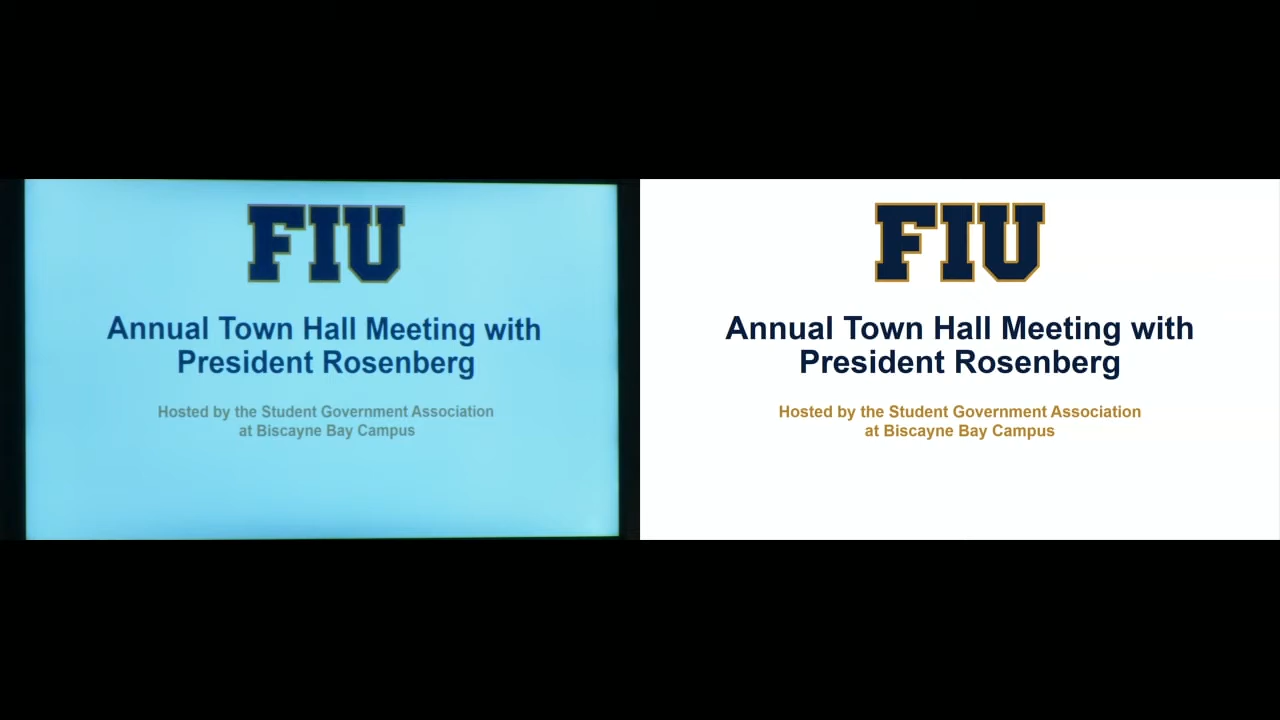 FIU
Annual Town Hall Meeting with
President Rosenberg
Hosted by the Student Government Association
at Biscayne Bay Campus
FIU
Annual Town Hall Meeting with
President Rosenberg
Hosted by the Student Government Association
at Biscayne Bay Campus